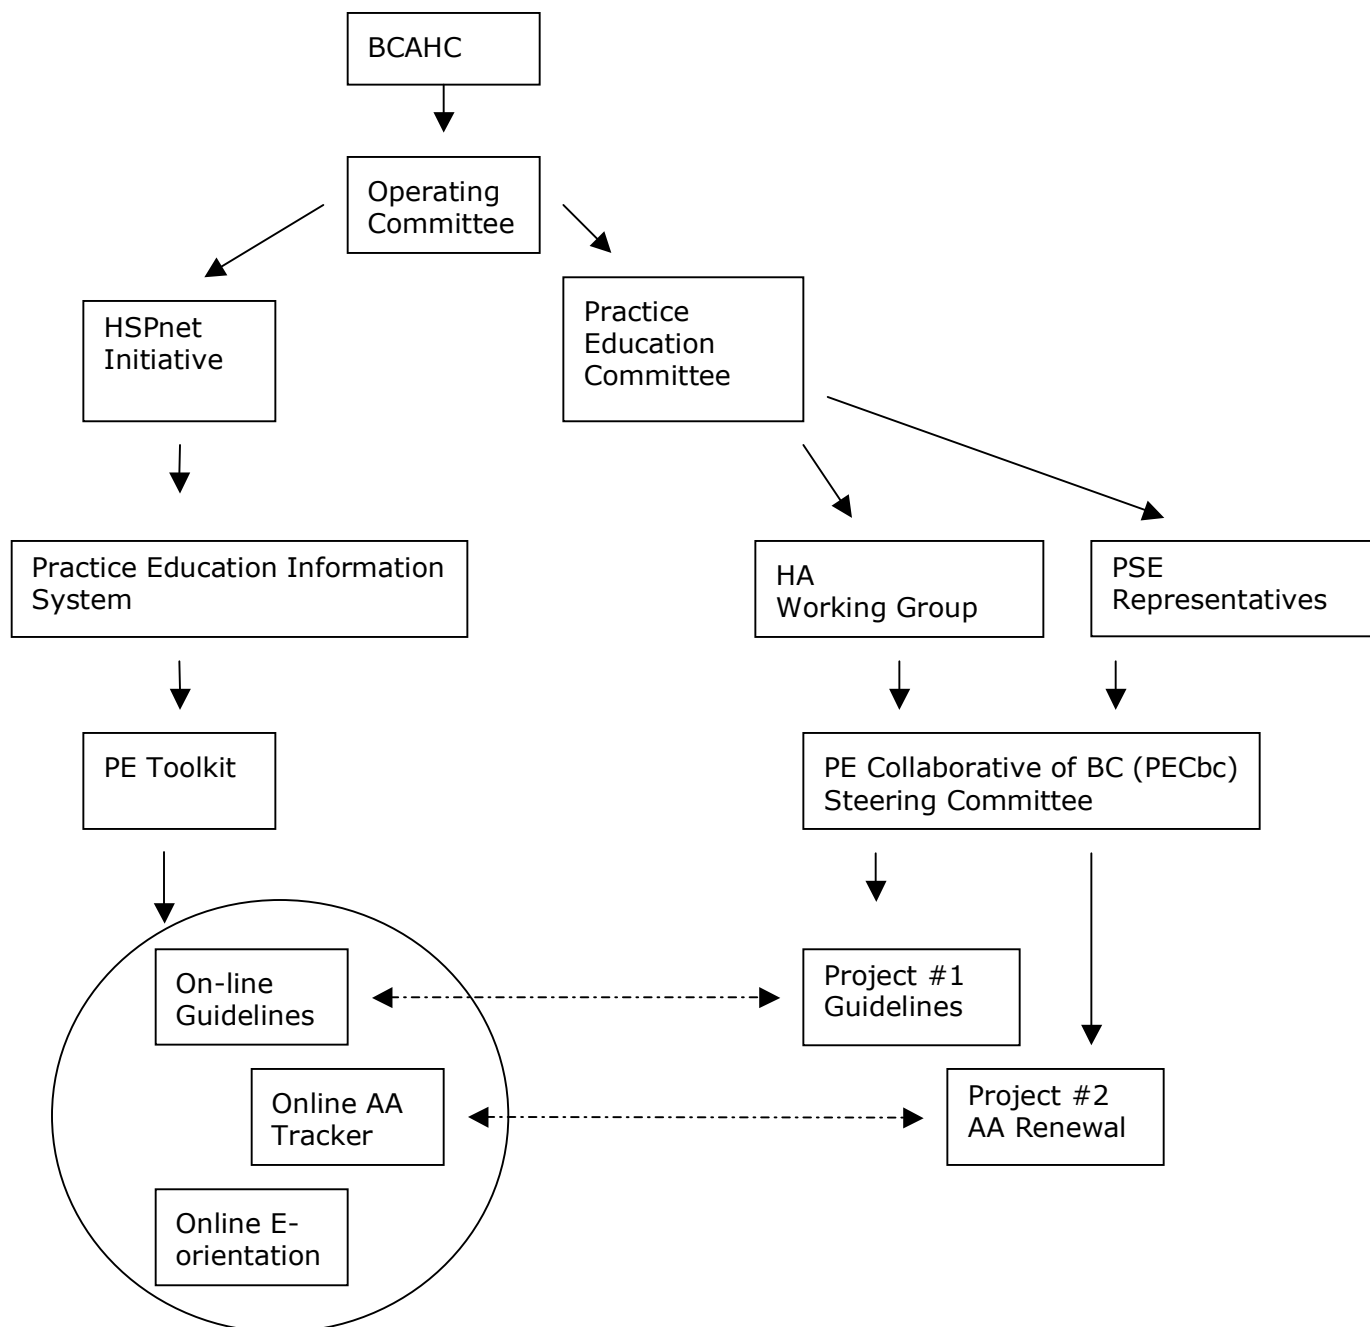 BCAHC
Operating
Committee
HSPnet
Initiative
Practice
Education
Committee
Practice Education Information
System
HA
Working Group
PSE
Representatives
PE Toolkit
PE Collaborative of BC (PECbc)
Steering Committee
On-line
Guidelines
Project #1
Guidelines
Online AA
Tracker
Project #2
AA Renewal
Online E-
orientation